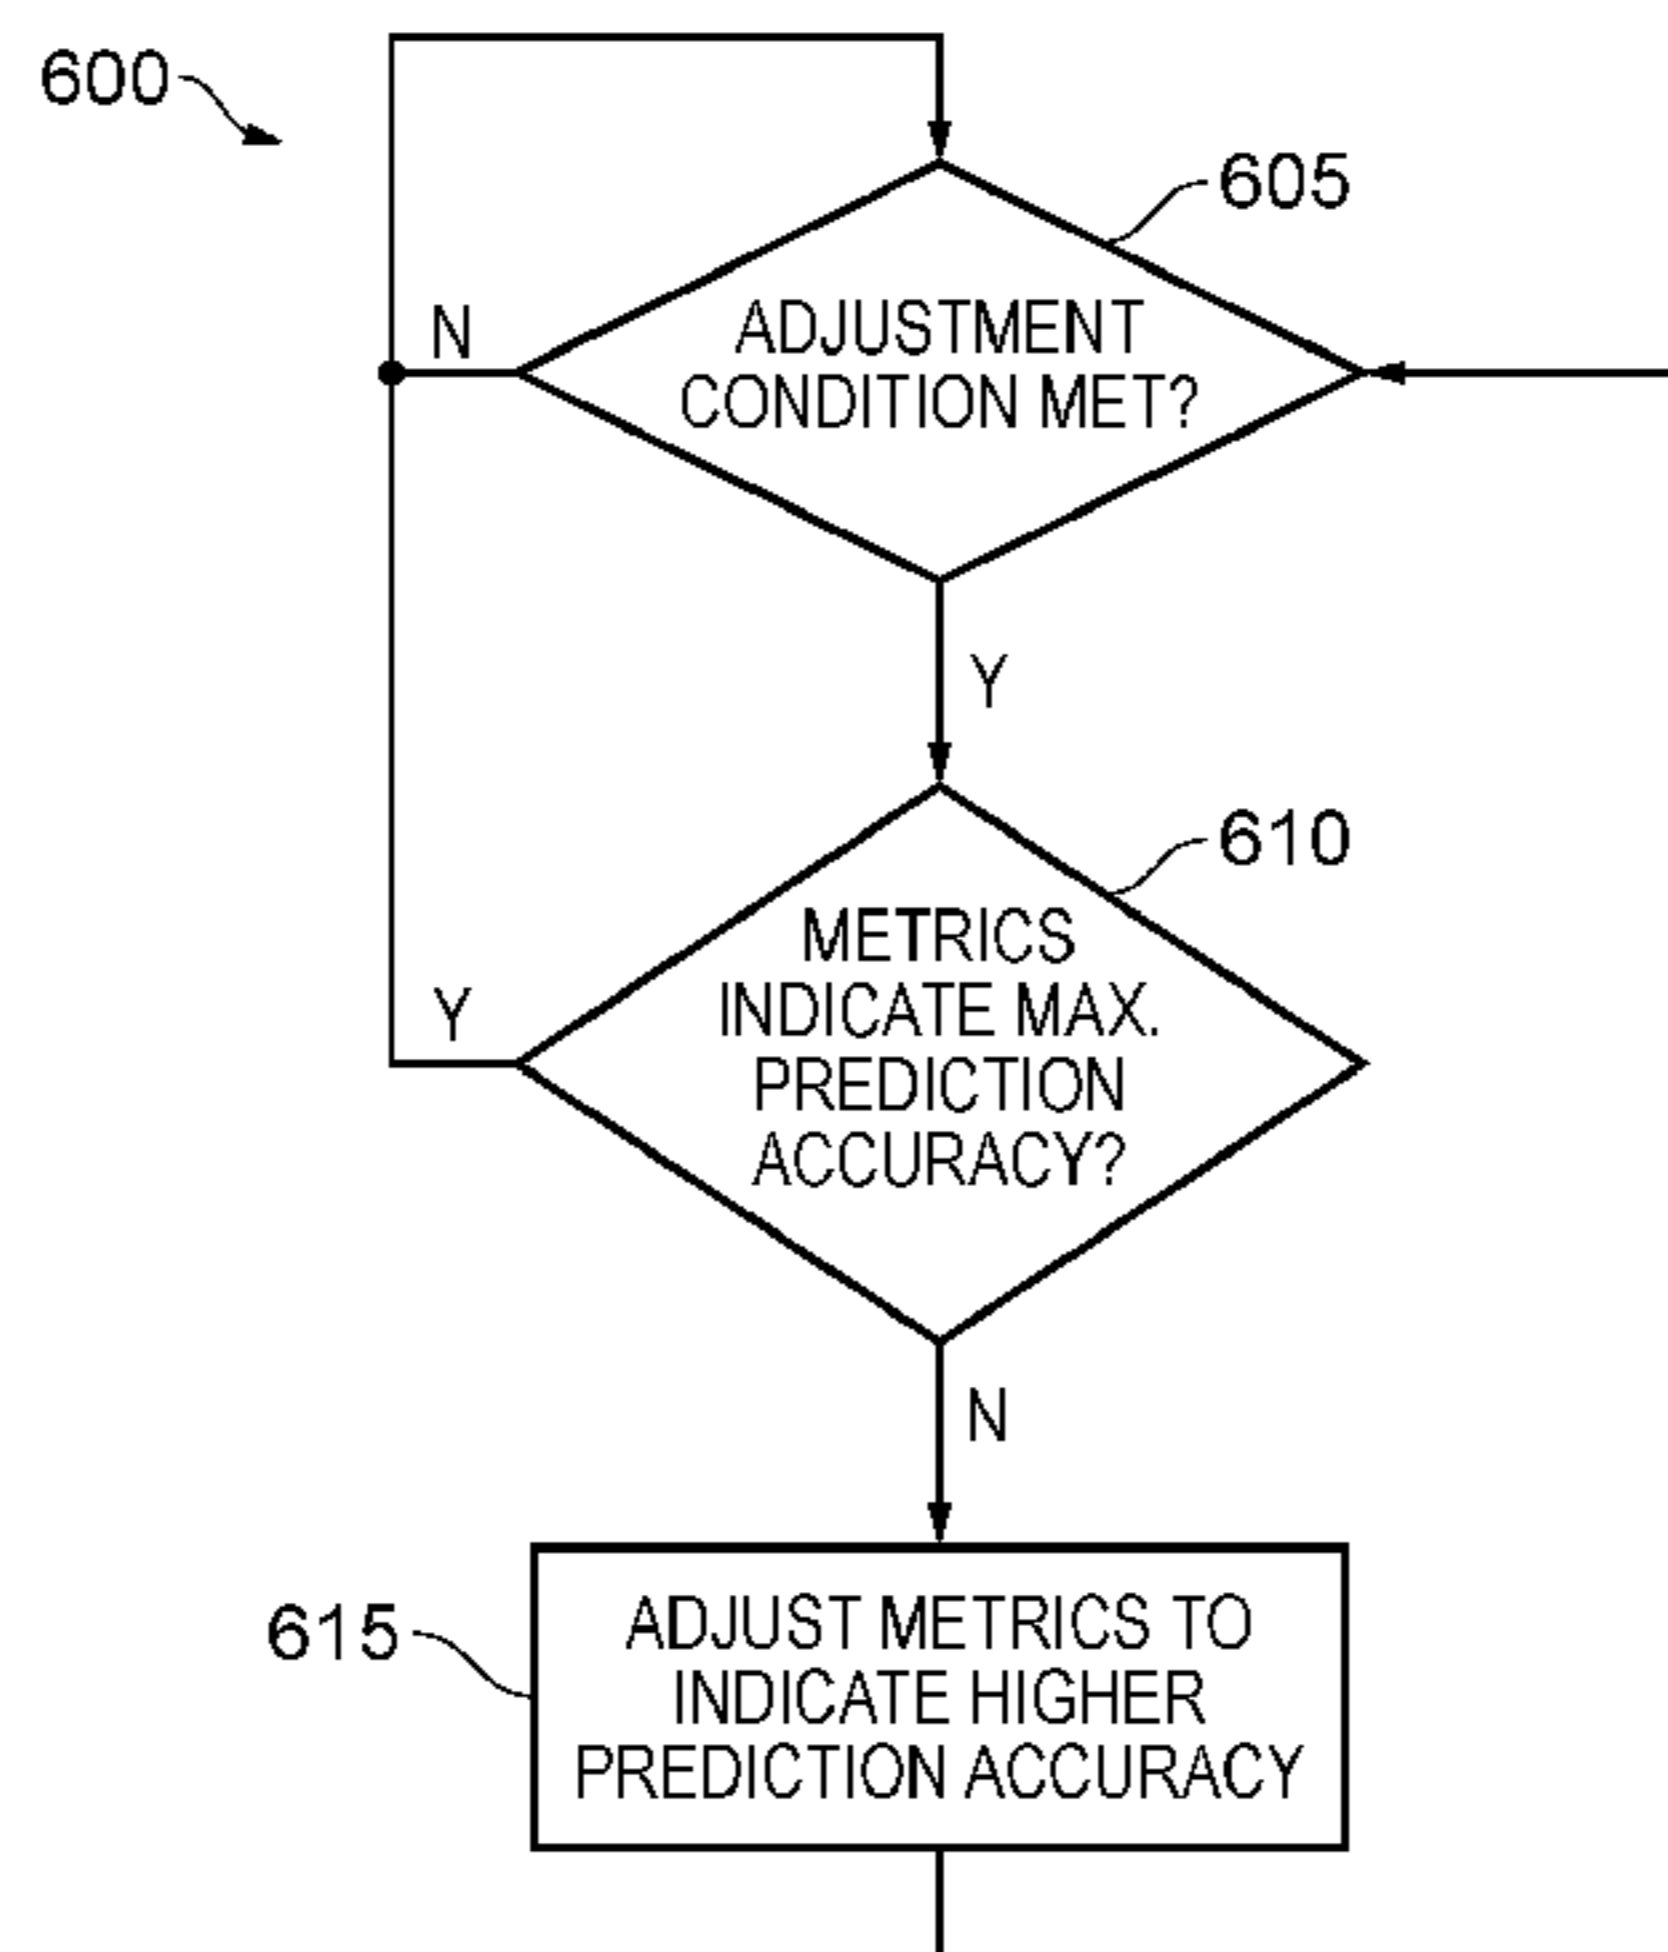 600
605
ADJUSTMENT
CONDITION MET?
N
Y
610
METRICS
INDICATE MAX.
PREDICTION
ACCURACY?
Y
N
615
ADJUST METRICS TO
INDICATE HIGHER
PREDICTION ACCURACY